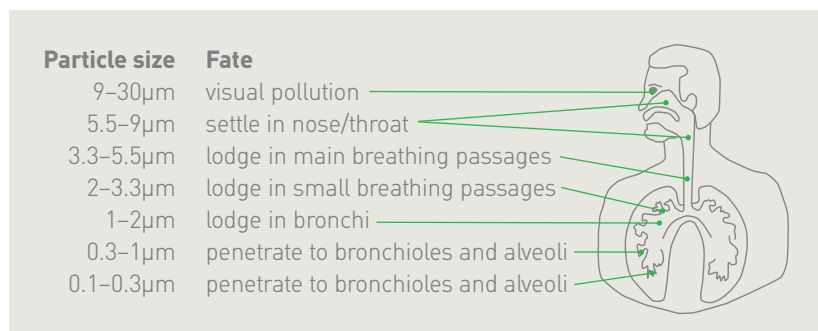 Particle size Fate
9–30µm visual pollution
5.5–9µm settle in nose/throat
3.3–5.5µm lodge in main breathing passages
2–3.3µm lodge in small breathing passages
1–2µm lodge in bronchi
0.3–1µm penetrate to bronchioles and alveoli
0.1–0.3µm penetrate to bronchioles and alveoli